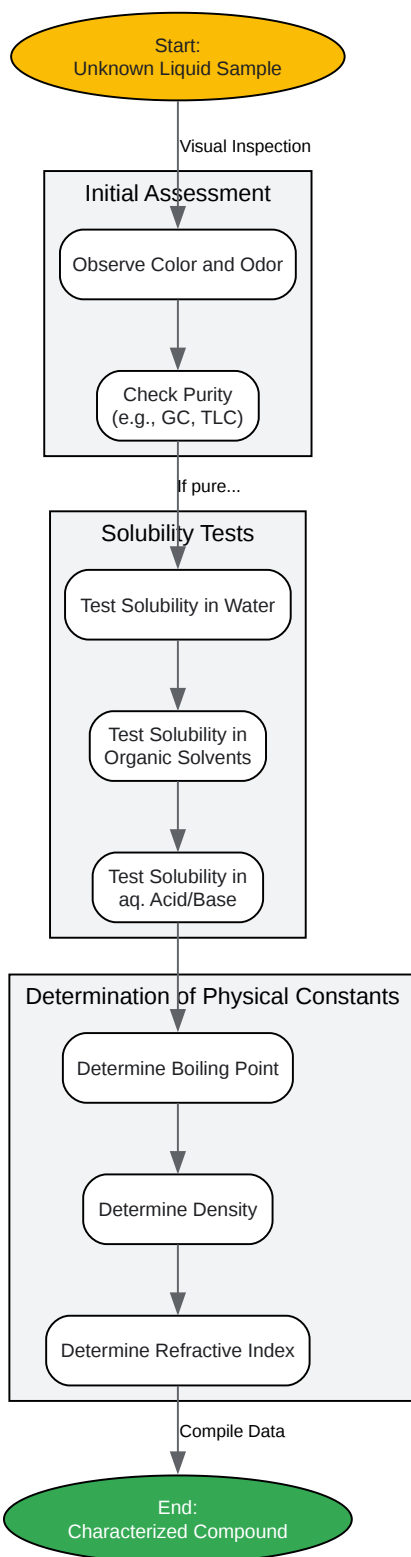 Start:
Unknown Liquid Sample
Visual Inspection
Initial Assessment
Observe Color and Odor
Check Purity
(e.g., GC, TLC)
If pure...
Solubility Tests
Test Solubility in Water
Test Solubility in
Organic Solvents
Test Solubility in
aq. Acid/Base
Determination of Physical Constants
Determine Boiling Point
Determine Density
Determine Refractive Index
Compile Data
End:
Characterized Compound